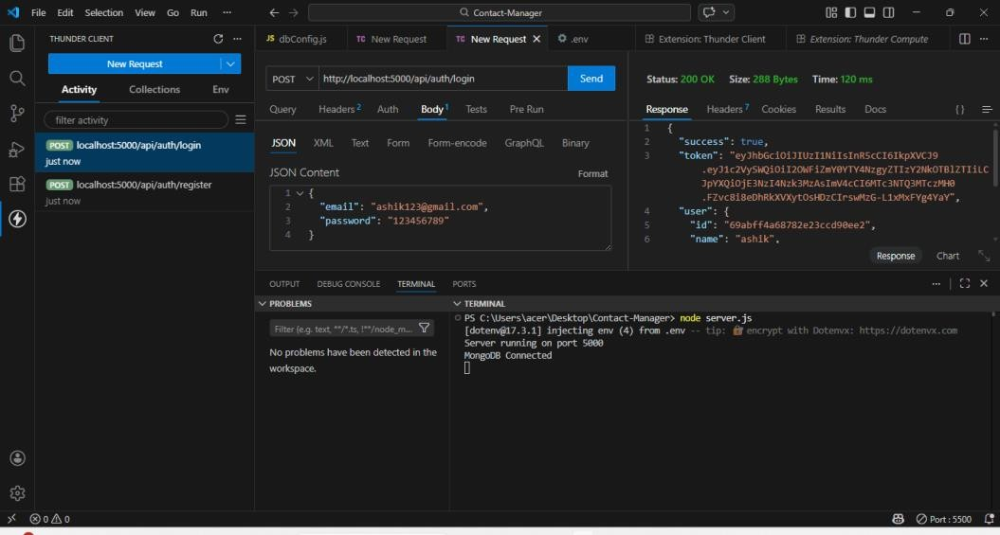 File Edit Selection View Go Run ··· Contact-Manager
THUNDER CLIENT
New Request
Activity Collections Env
filter activity
POST localhost:5000/api/auth/login
just now
POST localhost:5000/api/auth/register
just now
JS dbConfig.js TC New Request TC New Request .env Extension: Thunder Client Extension: Thunder Compute
POST http://localhost:5000/api/auth/login Send
Query Headers 2 Auth Body 1 Tests Pre Run
JSON XML Text Form Form-encode GraphQL Binary
JSON Content Format
1 {
2 "email": "ashik123@gmail.com",
3 "password": "123456789"
4 }
Status: 200 OK Size: 288 Bytes Time: 120 ms
Response Headers 7 Cookies Results Docs {}
1 {
2 "success": true,
3 "token": "eyJhbGciOiJIUzI1NiIsInR5cCI6IkpXVCJ9
4 "user": {
5 "id": "69abff4a68782e23ccd90ee2",
6 "name": "ashik",
Response Chart
OUTPUT DEBUG CONSOLE TERMINAL PORTS
PROBLEMS
Filter (e.g. text, **/*.ts, !**/node_m...
No problems have been detected in the
workspace.
TERMINAL
PS C:\Users\acer\Desktop\Contact-Manager> node server.js
[dotenv@17.3.1] injecting env (4) from .env -- tip: 🔐 encrypt with Dotenvx: https://dotenvx.com
Server running on port 5000
MongoDB Connected
0 0 Port : 5500